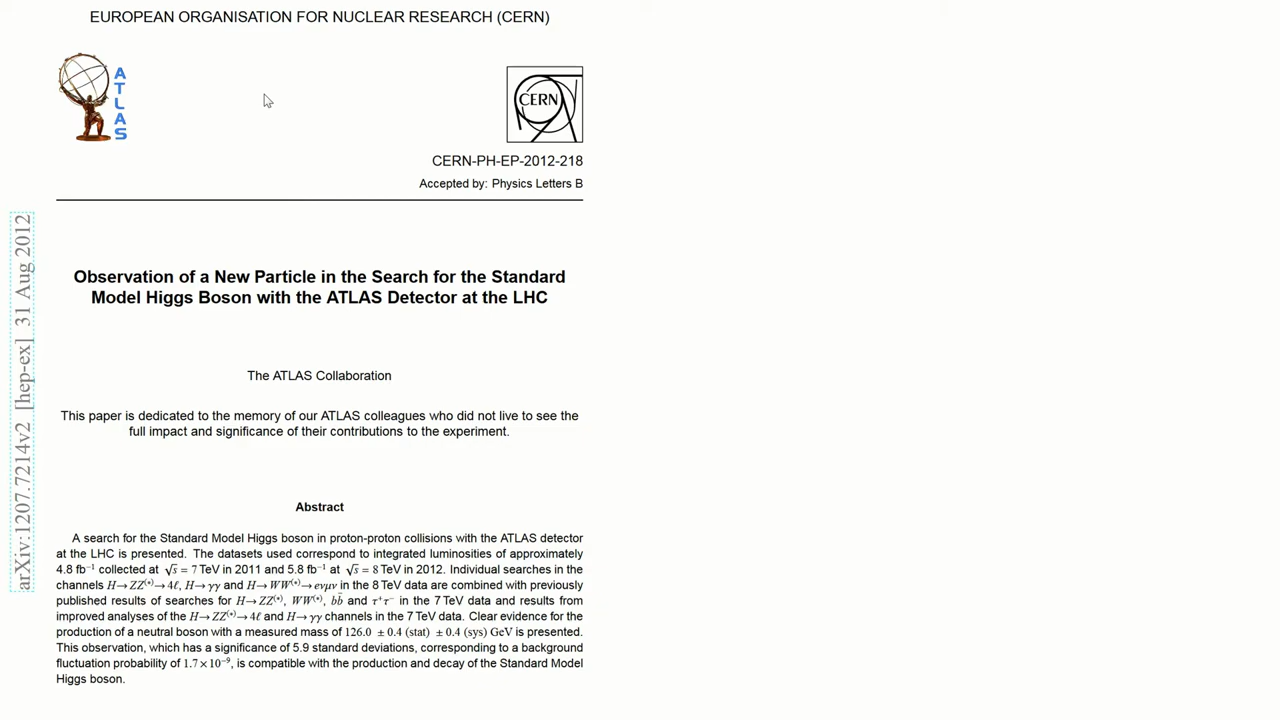 EUROPEAN ORGANISATION FOR NUCLEAR RESEARCH (CERN)
ATLAS
CERN
CERN-PH-EP-2012-218
Accepted by: Physics Letters B
arXiv:1207.7214v2 [hep-ex] 31 Aug 2012
Observation of a New Particle in the Search for the Standard
Model Higgs Boson with the ATLAS Detector at the LHC
The ATLAS Collaboration
This paper is dedicated to the memory of our ATLAS colleagues who did not live to see the
full impact and significance of their contributions to the experiment.
Abstract
A search for the Standard Model Higgs boson in proton-proton collisions with the ATLAS detector
at the LHC is presented. The datasets used correspond to integrated luminosities of approximately
4.8 fb⁻¹ collected at √s = 7 TeV in 2011 and 5.8 fb⁻¹ at √s = 8 TeV in 2012. Individual searches in the
channels H→ZZ⁽*⁾→4ℓ, H→γγ and H→WW⁽*⁾→eνμν in the 8 TeV data are combined with previously
published results of searches for H→ZZ⁽*⁾, WW⁽*⁾, bb̄ and τ⁺τ⁻ in the 7 TeV data and results from
improved analyses of the H→ZZ⁽*⁾→4ℓ and H→γγ channels in the 7 TeV data. Clear evidence for the
production of a neutral boson with a measured mass of 126.0 ± 0.4 (stat) ± 0.4 (sys) GeV is presented.
This observation, which has a significance of 5.9 standard deviations, corresponding to a background
fluctuation probability of 1.7×10⁻⁹, is compatible with the production and decay of the Standard Model
Higgs boson.